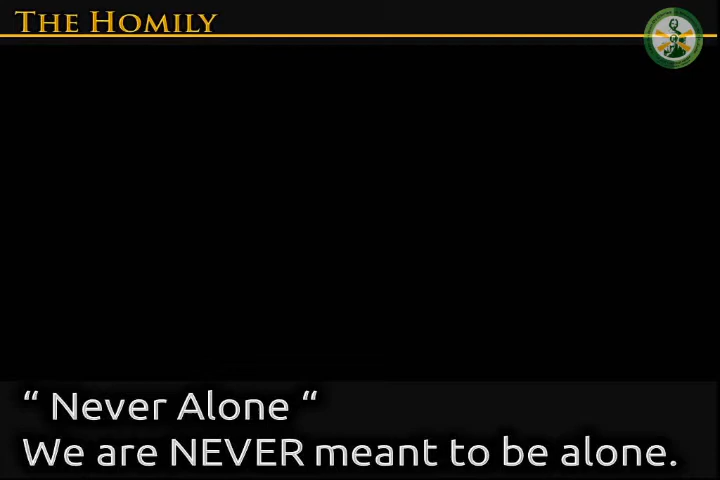 THE HOMILY
“ Never Alone “
We are NEVER meant to be alone.